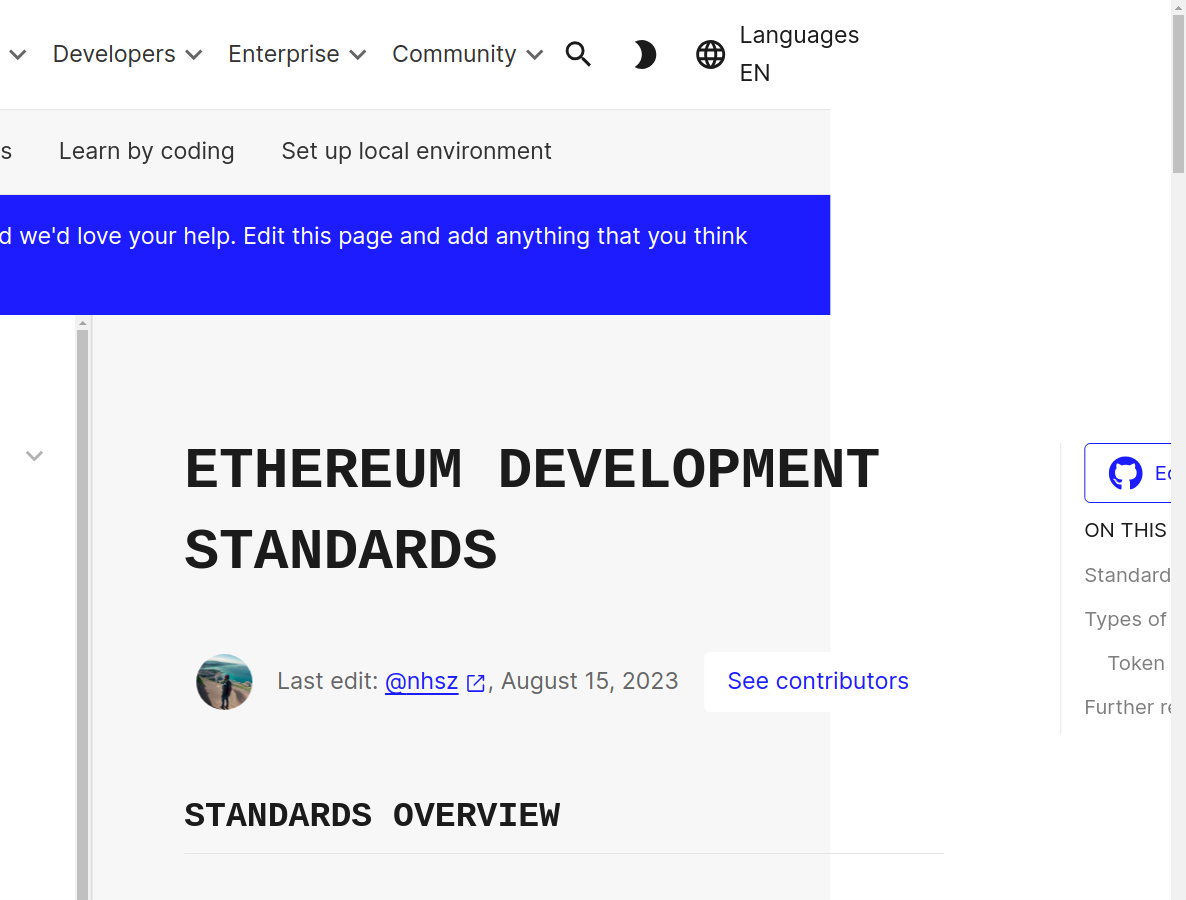 Developers Enterprise Community Languages
EN
Learn by coding Set up local environment
we'd love your help. Edit this page and add anything that you think
ETHEREUM DEVELOPMENT
STANDARDS
ON THIS
Standard
Types of
Token
Further
Last edit: @nhsz, August 15, 2023 See contributors
STANDARDS OVERVIEW